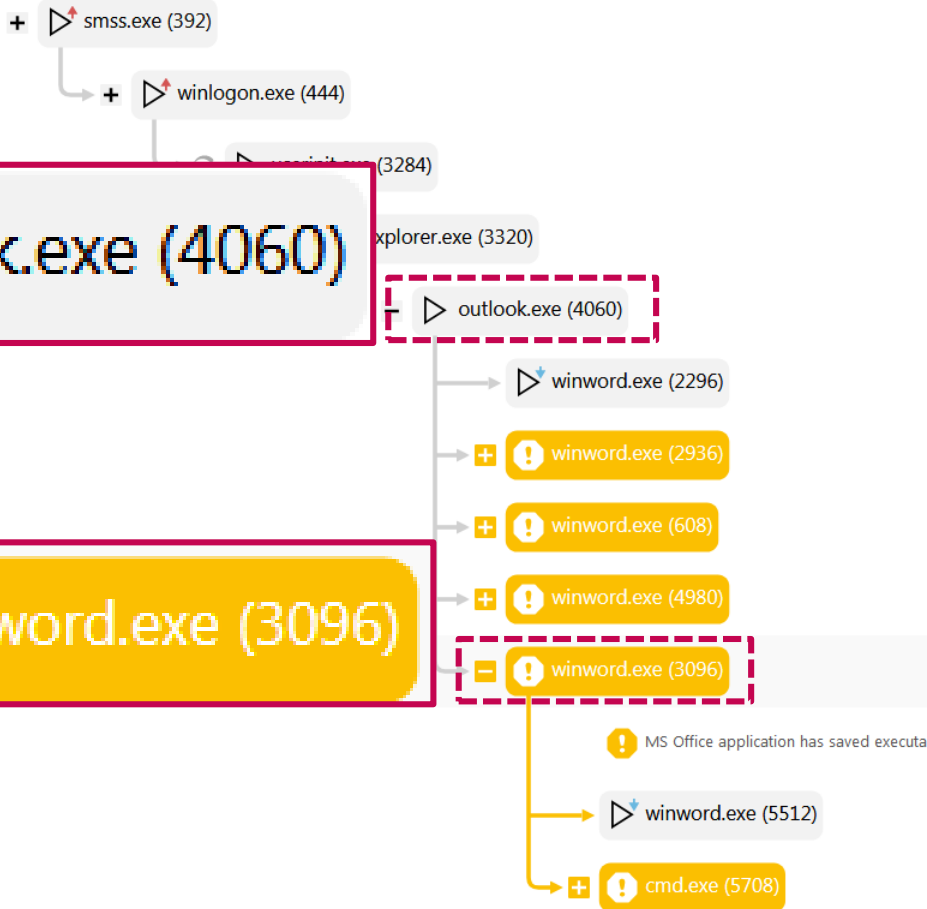 smss.exe (392)
winlogon.exe (444)
(3284)
xplorer.exe (3320)
k.exe (4060)
outlook.exe (4060)
winword.exe (2296)
winword.exe (2936)
winword.exe (608)
winword.exe (4980)
word.exe (3096)
winword.exe (3096)
MS Office application has saved executa
winword.exe (5512)
cmd.exe (5708)